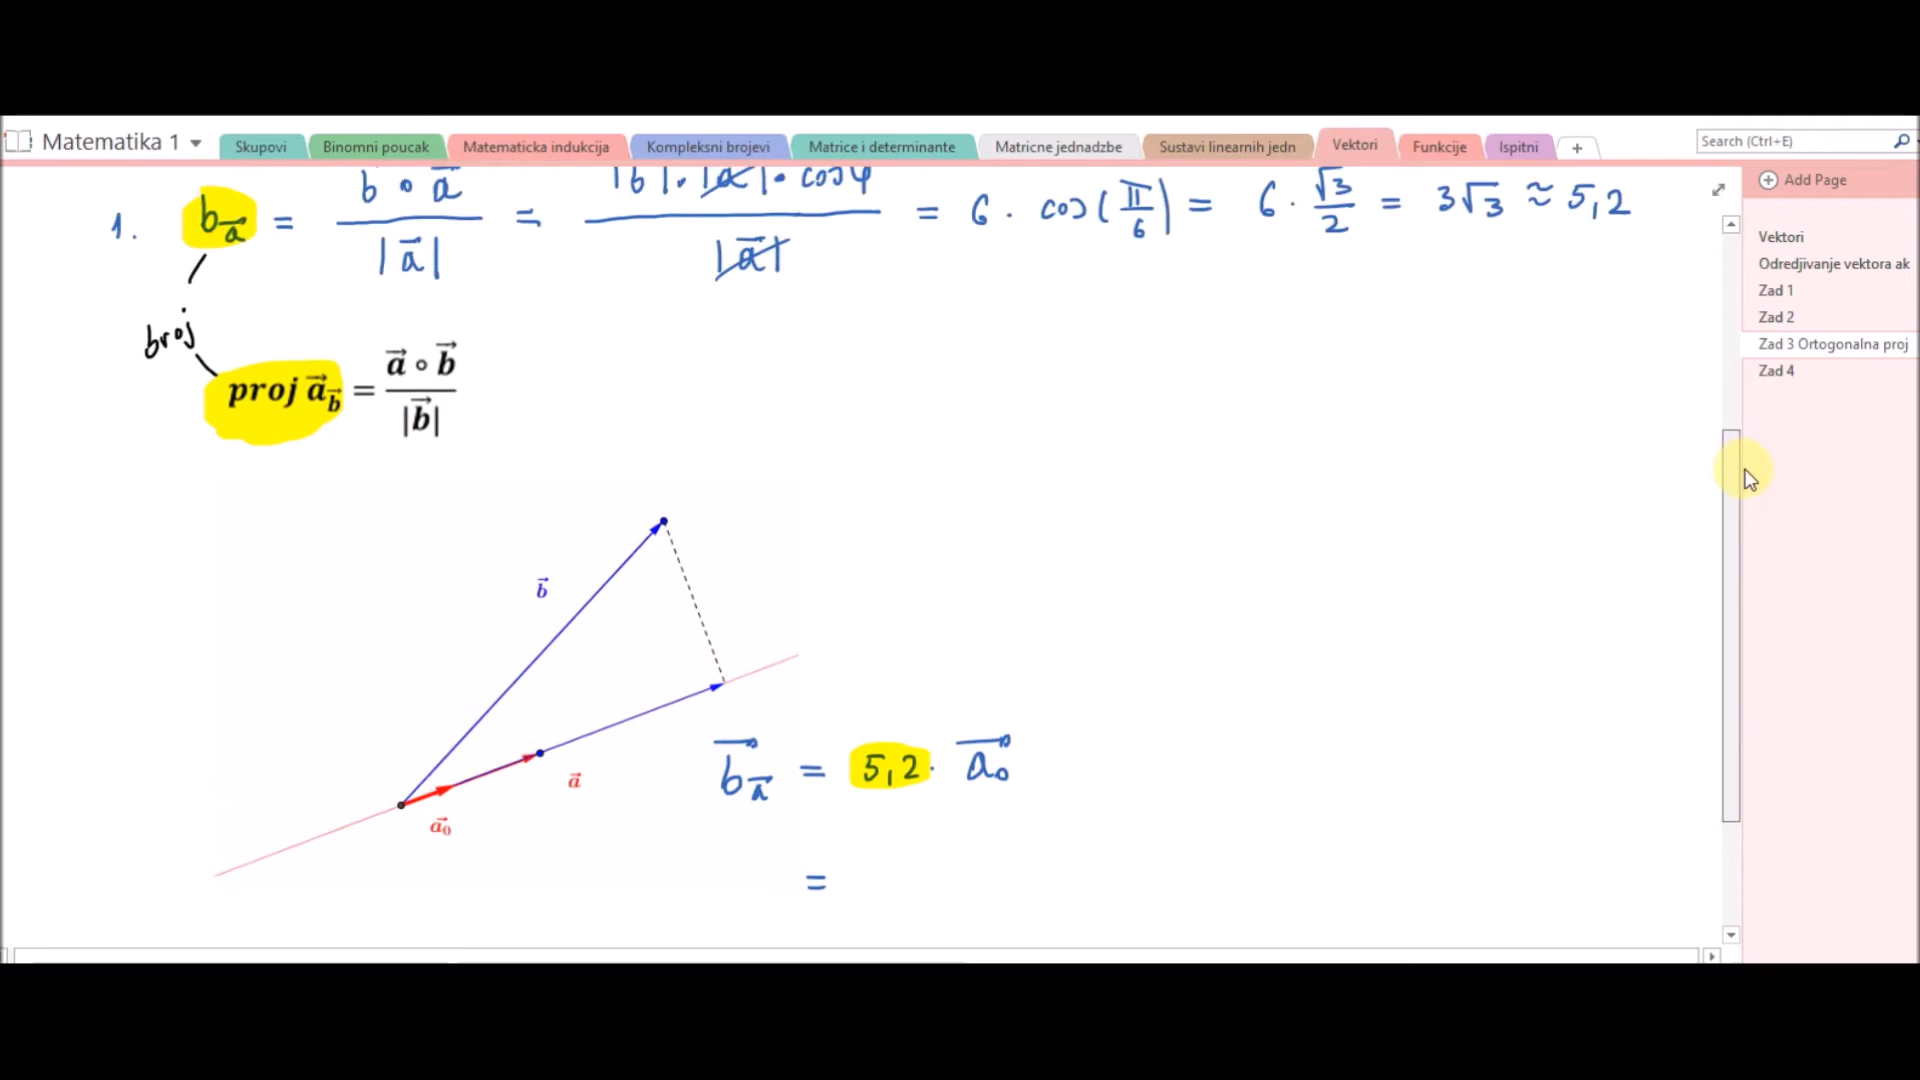 Matematika 1
Skupovi Binomni poucak Matematicka indukcija Kompleksni brojevi Matrice i determinante Matricne jednadzbe Sustavi linearnih jedn Vektori Funkcije Ispitni +
Search (Ctrl+E)
Add Page
Vektori
Odredjivanje vektora ak
Zad 1
Zad 2
Zad 3 Ortogonalna proj
Zad 4
1. b_a⃗ = (b ∘ a⃗)/|a⃗| = (|b|·|a⃗|·cosφ)/|a⃗| = 6 · cos(π/6) = 6 · √3/2 = 3√3 ≈ 5,2
broj
proj a⃗_b⃗ = (a⃗ ∘ b⃗)/|b⃗|
b⃗
a⃗
a₀⃗
b_a⃗ = 5,2 · a₀⃗
=